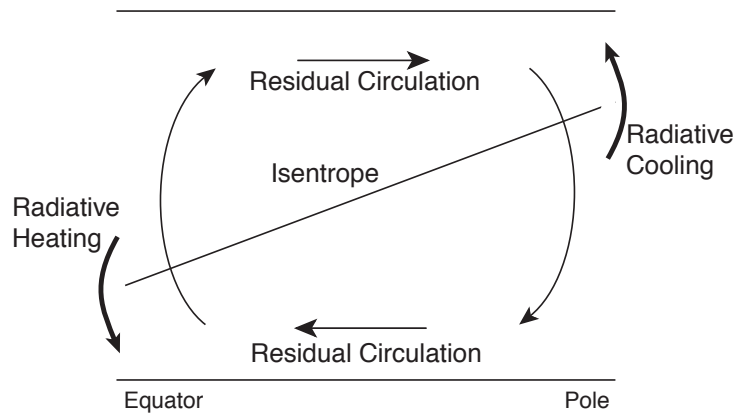 Residual Circulation
Radiative
Cooling
Isentrope
Radiative
Heating
Residual Circulation
Equator
Pole